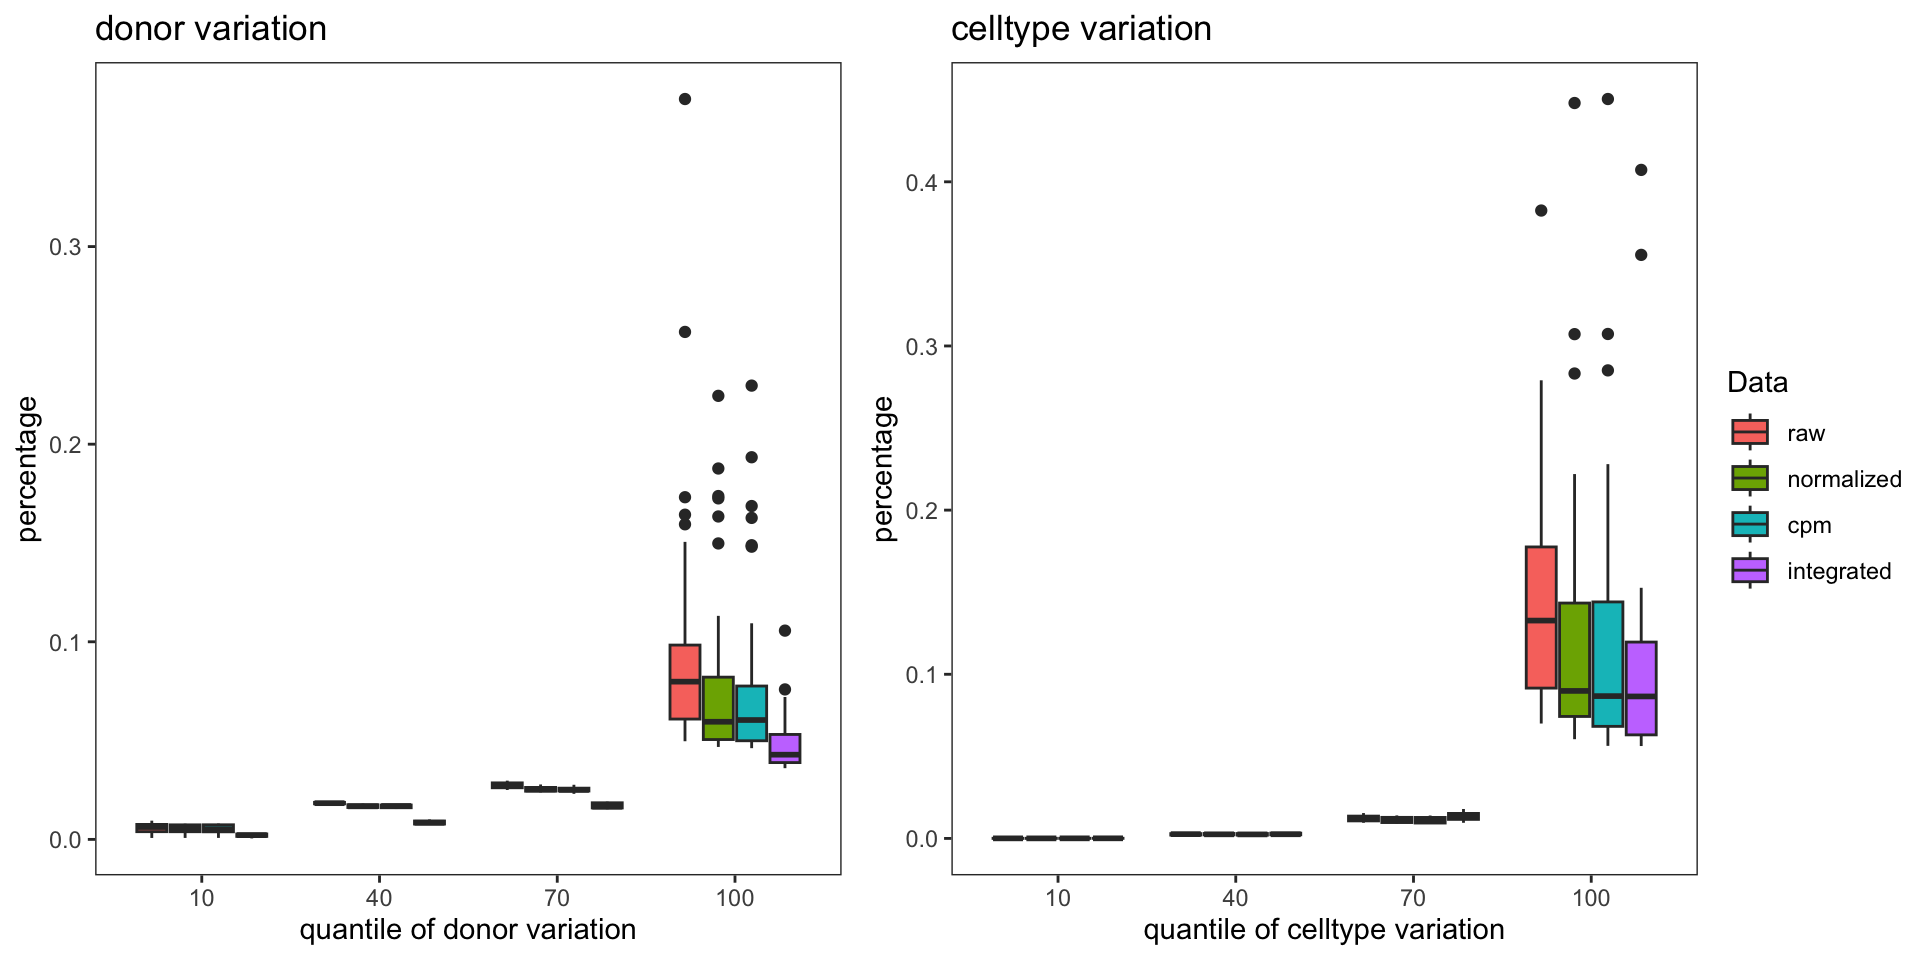 donor variation
percentage
0.3
0.2
0.1
0.0
10 40 70 100
quantile of donor variation
celltype variation
percentage
0.4
0.3
0.2
0.1
0.0
10 40 70 100
quantile of celltype variation
Data
raw
normalized
cpm
integrated